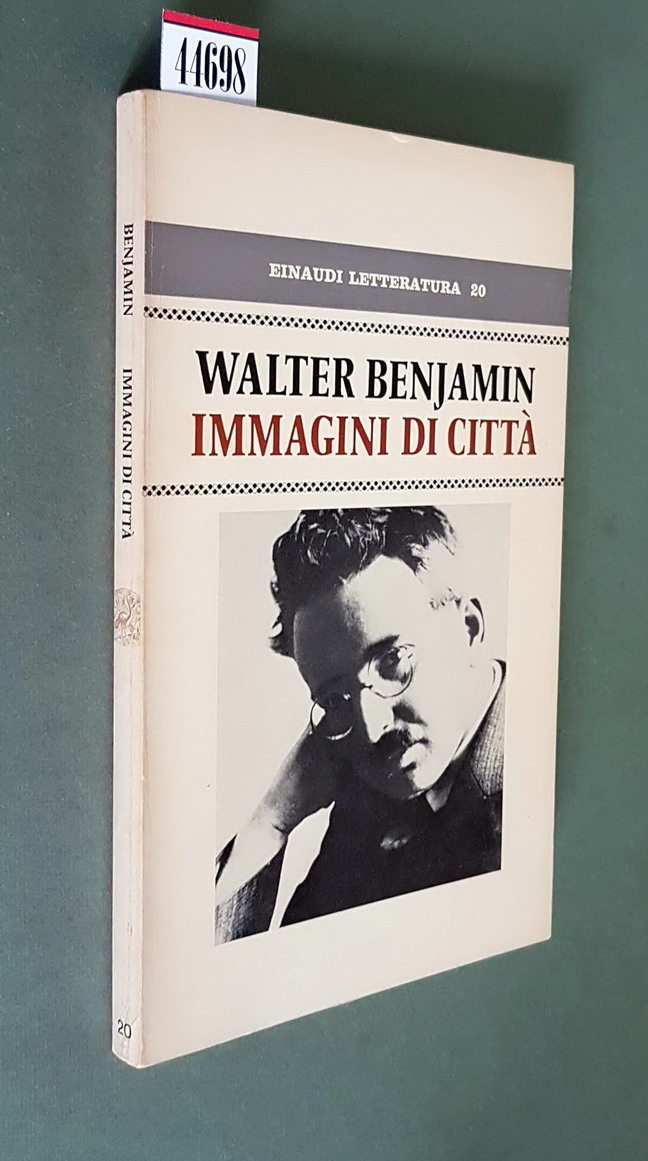 44698
EINAUDI LETTERATURA 20
WALTER BENJAMIN
IMMAGINI DI CITTÀ
BENJAMIN IMMAGINI DI CITTÀ
20